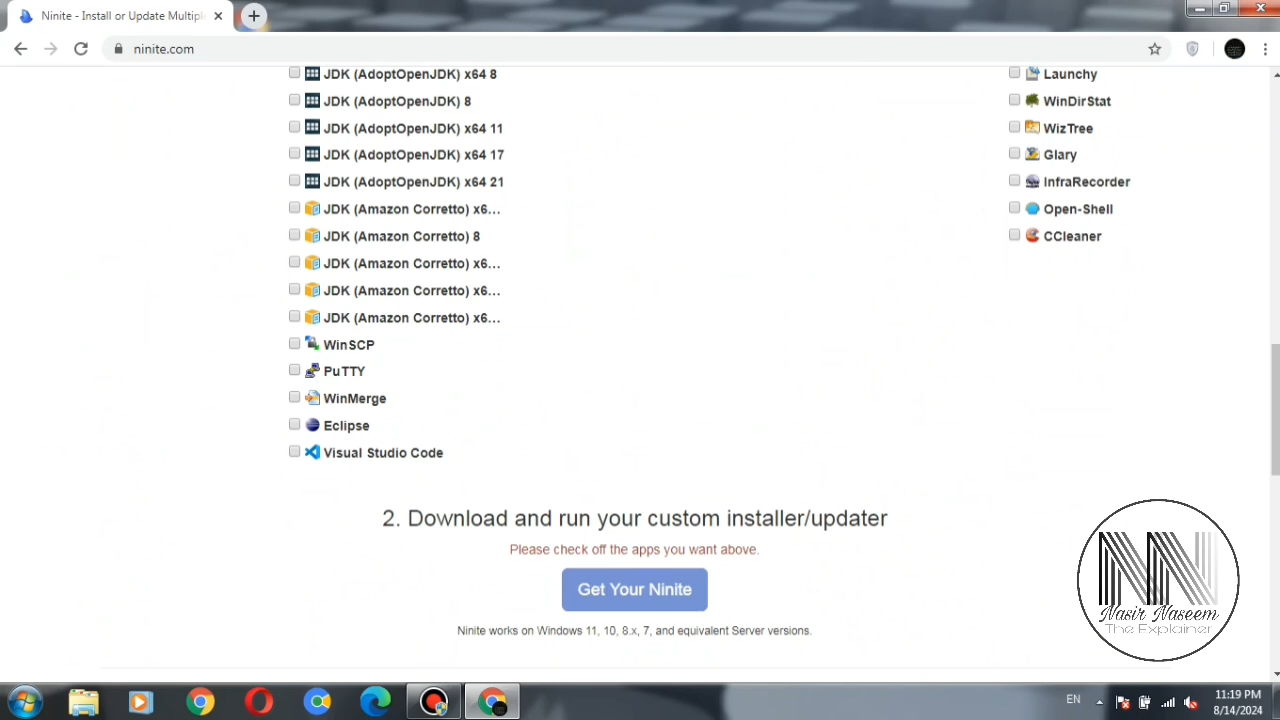 Ninite - Install or Update Multiple
ninite.com
JDK (AdoptOpenJDK) x64 8
JDK (AdoptOpenJDK) 8
JDK (AdoptOpenJDK) x64 11
JDK (AdoptOpenJDK) x64 17
JDK (AdoptOpenJDK) x64 21
JDK (Amazon Corretto) x6...
JDK (Amazon Corretto) 8
JDK (Amazon Corretto) x6...
JDK (Amazon Corretto) x6...
JDK (Amazon Corretto) x6...
WinSCP
PuTTY
WinMerge
Eclipse
Visual Studio Code
Launchy
WinDirStat
WizTree
Glary
InfraRecorder
Open-Shell
CCleaner
2. Download and run your custom installer/updater
Please check off the apps you want above.
Get Your Ninite
Ninite works on Windows 11, 10, 8.x, 7, and equivalent Server versions.
NN
Nasir Naseem
The Explainer
EN
11:19 PM
8/14/2024